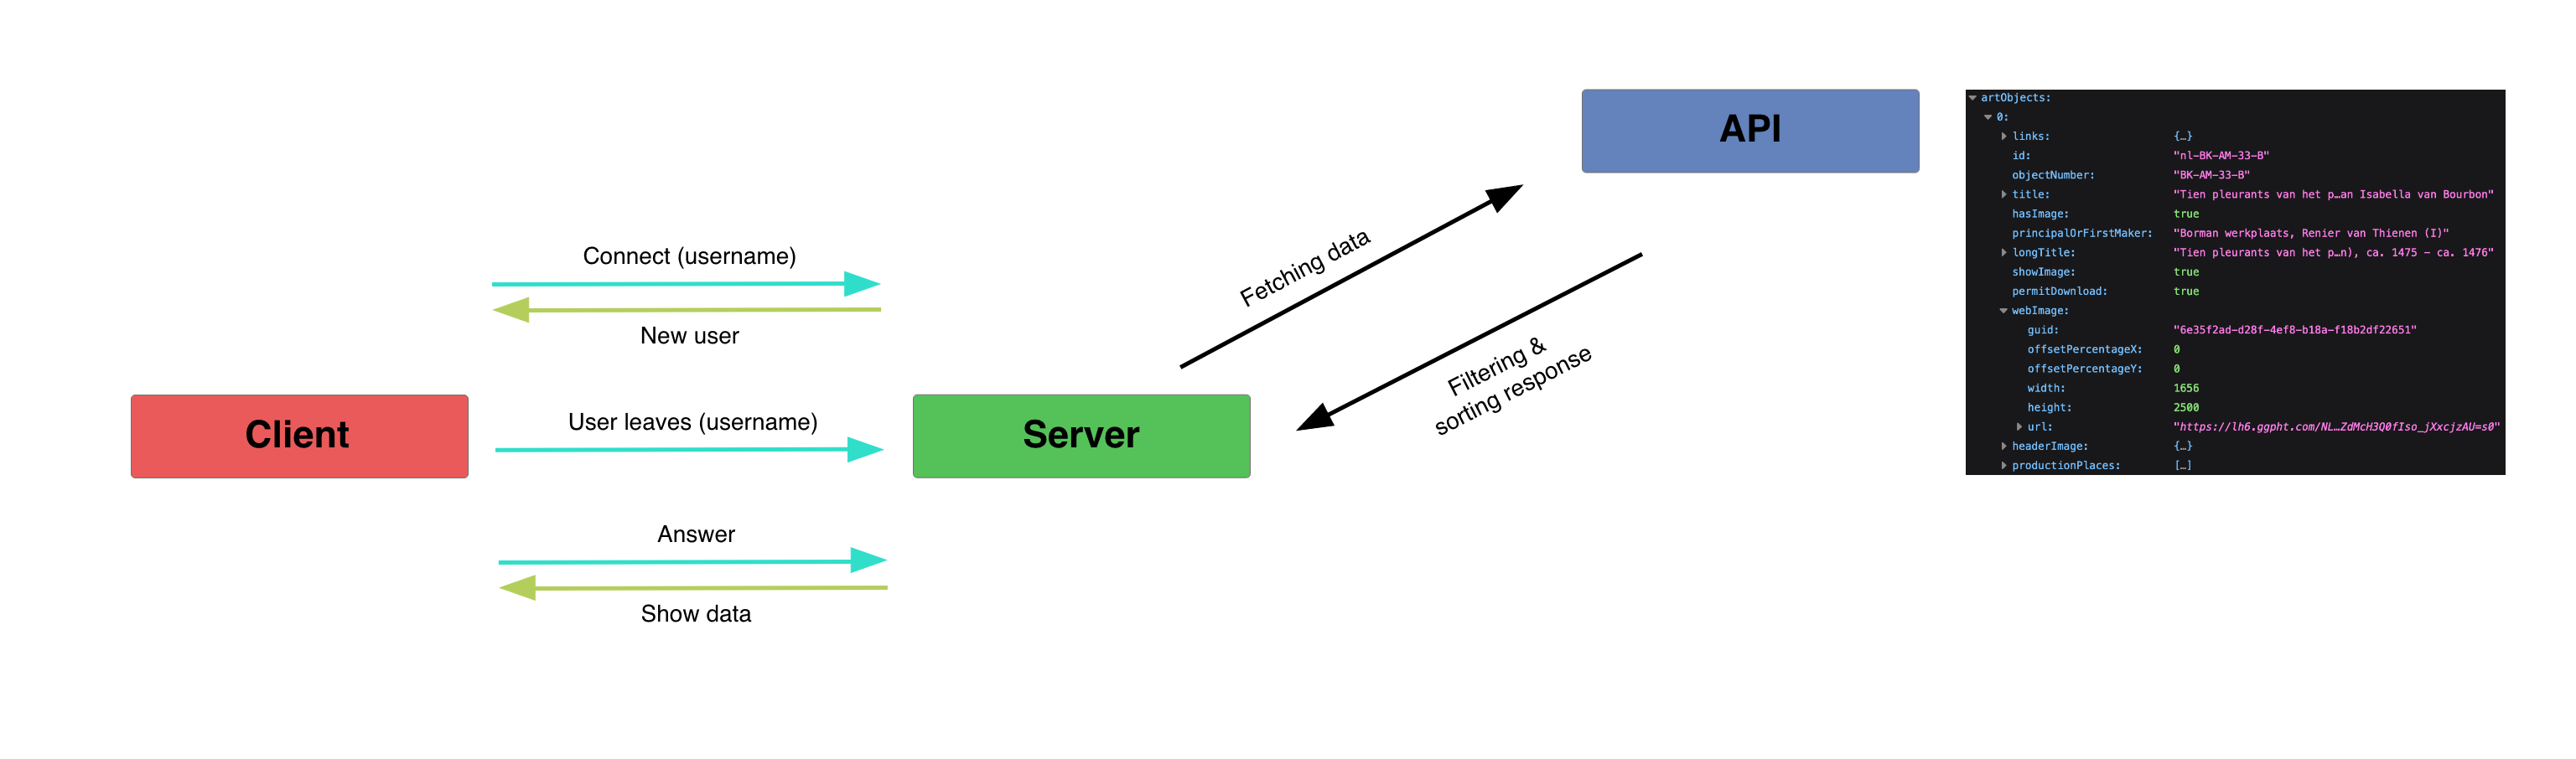 Connect (username)
New user
Client
User leaves (username)
Answer
Show data
Server
Fetching data
Filtering &
sorting response
API
artObjects:
0:
links: {…}
id: "nl-BK-AM-33-B"
objectNumber: "BK-AM-33-B"
title: "Tien pleurants van het p…an Isabella van Bourbon"
hasImage: true
principalOrFirstMaker: "Borman werkplaats, Renier van Thienen (I)"
longTitle: "Tien pleurants van het p…n), ca. 1475 - ca. 1476"
showImage: true
permitDownload: true
webImage:
guid: "6e35f2ad-d28f-4ef8-b18a-f18b2df22651"
offsetPercentageX: 0
offsetPercentageY: 0
width: 1656
height: 2500
url: "https://lh6.ggpht.com/NL…ZdMcH3Q0fIso_jXxcjzAU=s0"
headerImage: {…}
productionPlaces: […]